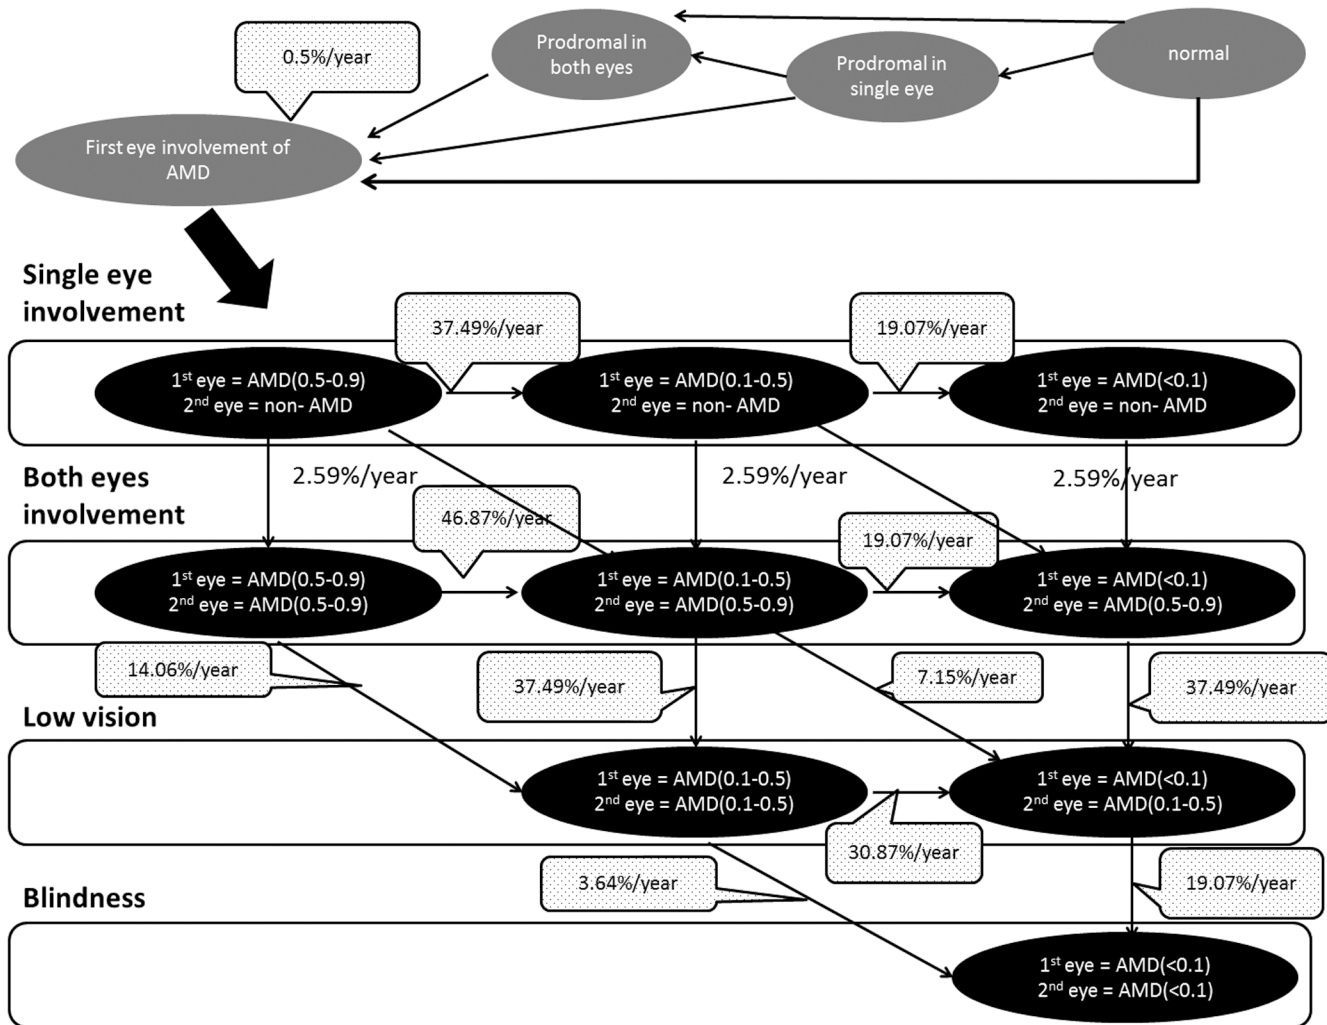 0.5%/year
Prodromal in
both eyes
Prodromal in
single eye
normal
First eye involvement of
AMD
Single eye
involvement
37.49%/year
19.07%/year
1st eye = AMD(0.5-0.9)
2nd eye = non- AMD
1st eye = AMD(0.1-0.5)
2nd eye = non- AMD
1st eye = AMD(<0.1)
2nd eye = non- AMD
Both eyes
involvement
2.59%/year
2.59%/year
2.59%/year
46.87%/year
19.07%/year
1st eye = AMD(0.5-0.9)
2nd eye = AMD(0.5-0.9)
1st eye = AMD(0.1-0.5)
2nd eye = AMD(0.5-0.9)
1st eye = AMD(<0.1)
2nd eye = AMD(0.5-0.9)
14.06%/year
37.49%/year
7.15%/year
37.49%/year
Low vision
1st eye = AMD(0.1-0.5)
2nd eye = AMD(0.1-0.5)
1st eye = AMD(<0.1)
2nd eye = AMD(0.1-0.5)
30.87%/year
3.64%/year
19.07%/year
Blindness
1st eye = AMD(<0.1)
2nd eye = AMD(<0.1)